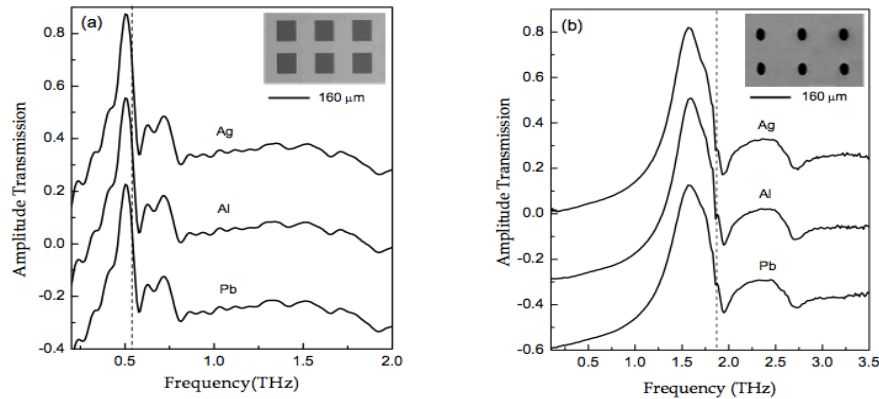 (a)
160 μm
Ag
Al
Pb
Amplitude Transmission
0.8
0.6
0.4
0.2
0.0
-0.2
-0.4
0.5 1.0 1.5 2.0
Frequency(THz)
(b)
160 μm
Ag
Al
Pb
Amplitude Transmission
0.8
0.6
0.4
0.2
0.0
-0.2
-0.4
-0.6
0.5 1.0 1.5 2.0 2.5 3.0 3.5
Frequency (THz)